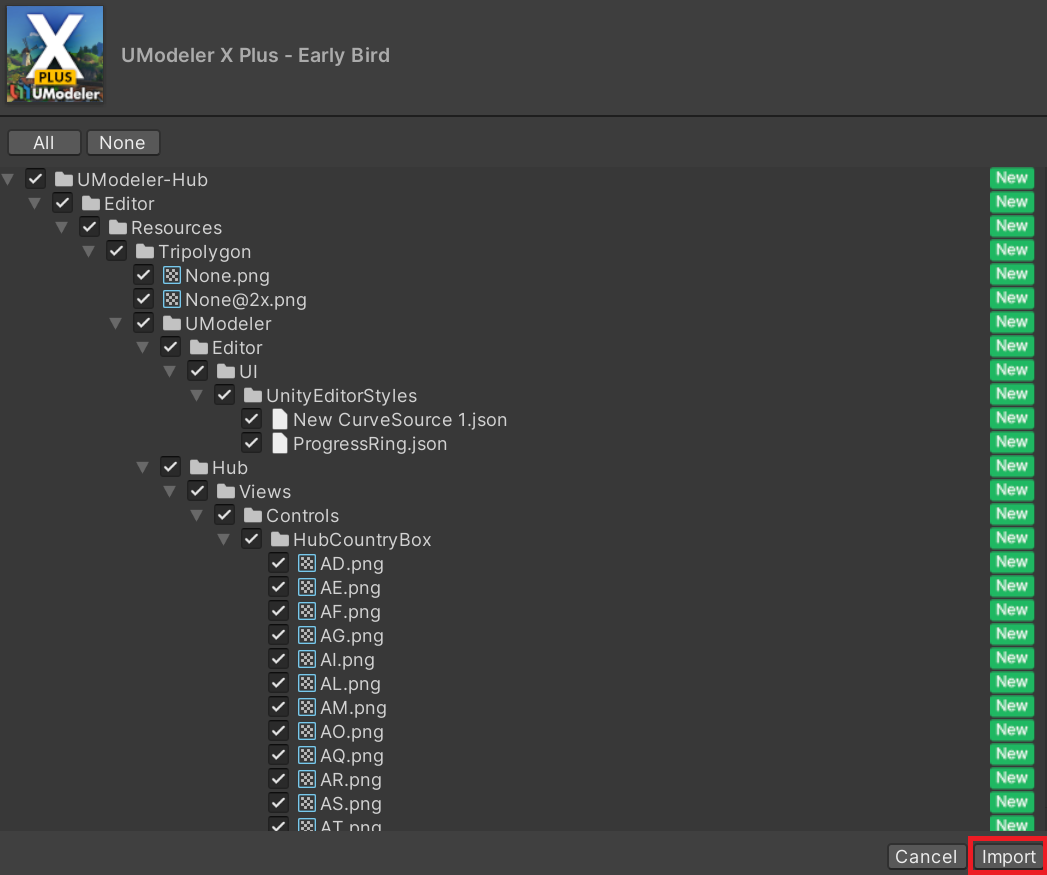 X
PLUS
UModeler
UModeler X Plus - Early Bird
All None
UModeler-Hub New
Editor New
Resources New
Tripolygon New
None.png New
None@2x.png New
UModeler New
Editor New
UI New
UnityEditorStyles New
New CurveSource 1.json New
ProgressRing.json New
Hub New
Views New
Controls New
HubCountryBox New
AD.png New
AE.png New
AF.png New
AG.png New
AI.png New
AL.png New
AM.png New
AO.png New
AQ.png New
AR.png New
AS.png New
AT.png New
Cancel Import